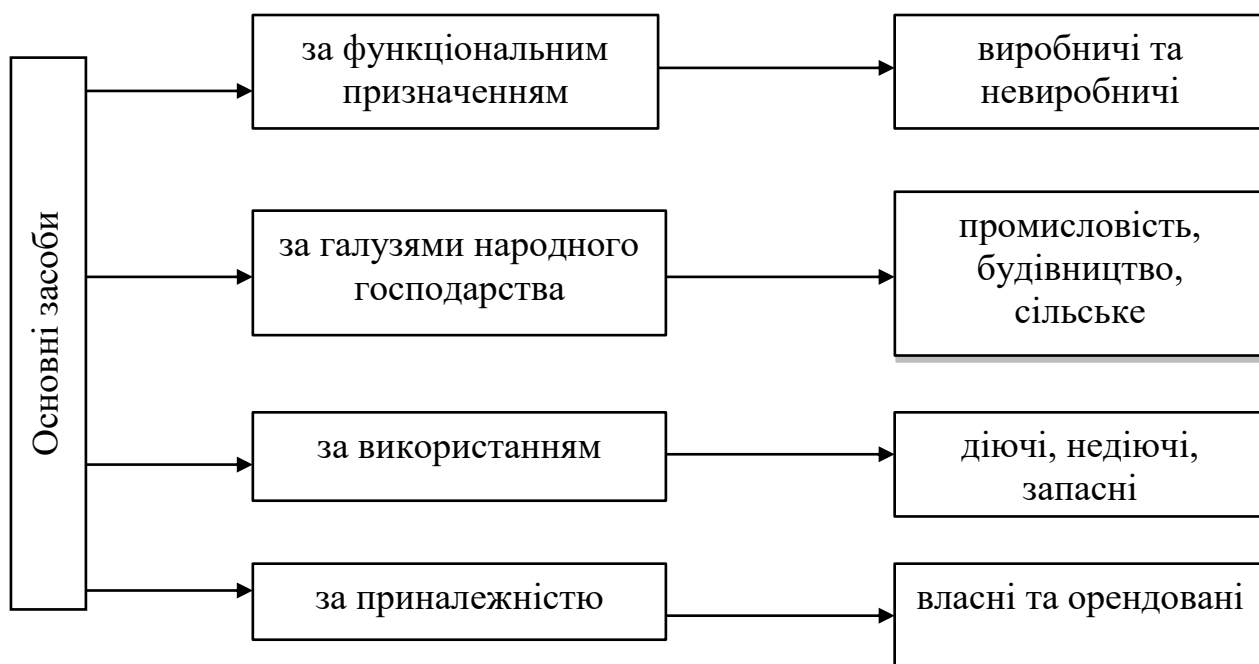 Основні засоби
за функціональним
призначенням
виробничі та
невиробничі
за галузями народного
господарства
промисловість,
будівництво,
сільське
за використанням
діючі, недіючі,
запасні
за приналежністю
власні та орендовані